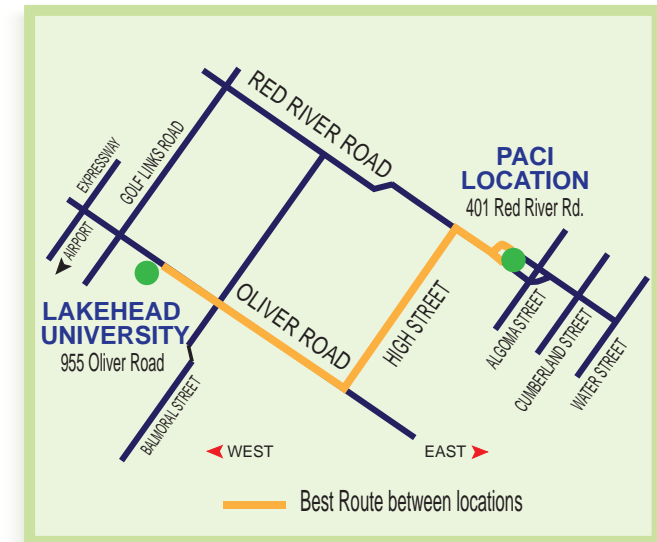 RED RIVER ROAD
EXPRESSWAY
GOLF LINKS ROAD
AIRPORT
PACI
LOCATION
401 Red River Rd.
LAKEHEAD
UNIVERSITY
955 Oliver Road
OLIVER ROAD
HIGH STREET
ALGOMA STREET
CUMBERLAND STREET
WATER STREET
BALMORAL STREET
WEST
EAST
Best Route between locations